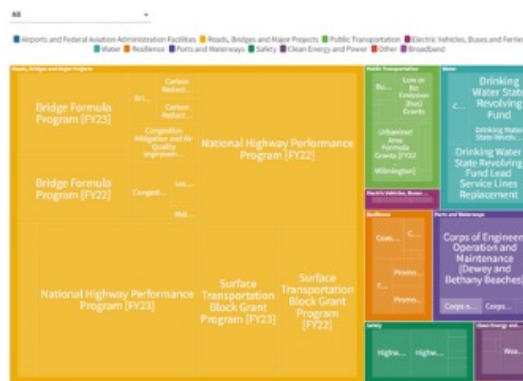 All
Airports and Federal Aviation Administration Facilities Roads, Bridges and Major Projects Public Transportation Electric Vehicles, Buses and Ferries
Water Resilience Ports and Waterways Safety Clean Energy and Power Other Broadband
Roads, Bridges and Major Projects
Bridge Formula
Program [FY23]
Bri...
Carbon
Reduct...
Carbon
Reduct...
Congestion
Mitigation and Air
Quality
Improvem...
National Highway Performance
Program [FY22]
Bridge Formula
Program [FY22]
Congest...
National Highway Performance
Program [FY23]
Surface
Transportation
Block Grant
Program [FY23]
Surface
Transportation
Block Grant
Program
[FY22]
Public Transportation
Bu...
Low or
No
Emission
(Bus)
Grants
Urbanized
Area
Formula
Grants [FY22
Wilmington]
Electric Vehicles, Buses...
Water
C...
Drinking
Water State
Revolving
Fund
Drinking Water
State Revolv...
Drinking Water
State Revolving
Fund Lead
Service Lines
Replacement
Resilience
Coas...
C...
F...
Promo...
Promo...
Ports and Waterways
Corps of Engineers
Operation and
Maintenance
(Dewey and
Bethany Beaches)
Corps o...
Corps...
Safety
Highw...
Highw...
Clean Energy and...
Wea...